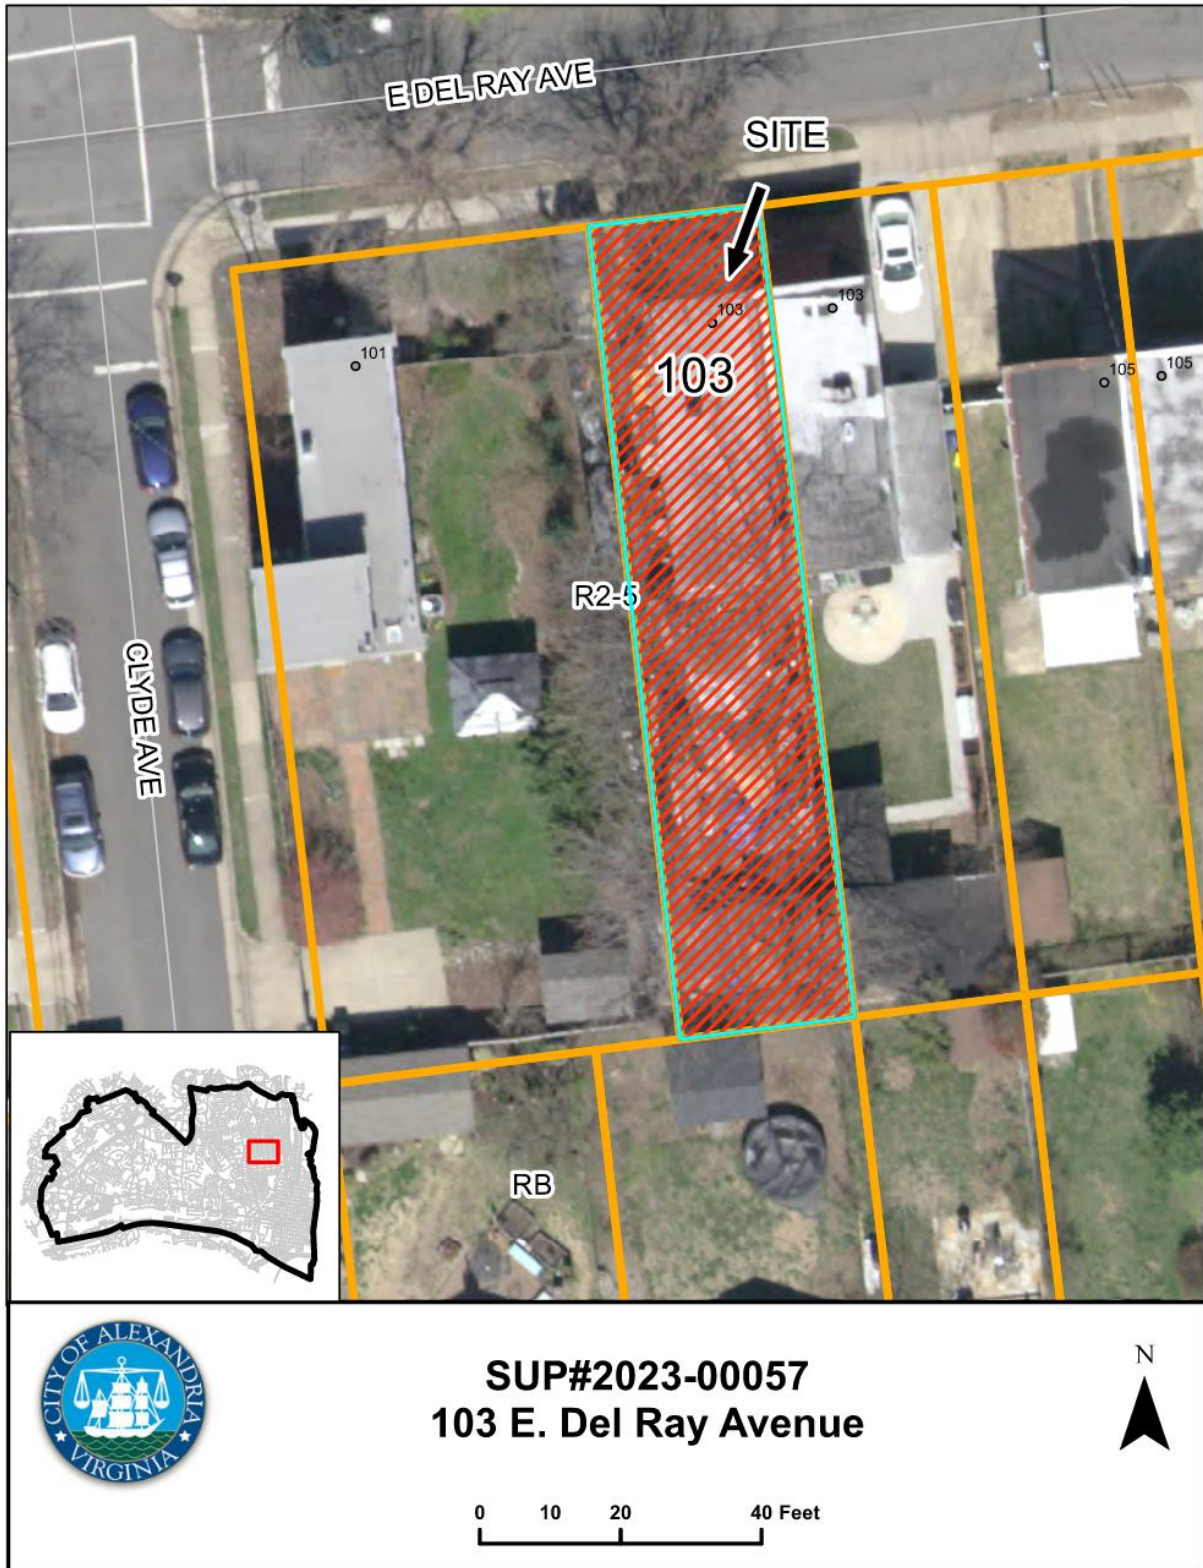 E DEL RAY AVE
SITE
103
103
101
103
105
105
R2-5
CLYDE AVE
RB
CITY OF ALEXANDRIA
VIRGINIA
SUP#2023-00057
103 E. Del Ray Avenue
N
0 10 20 40 Feet